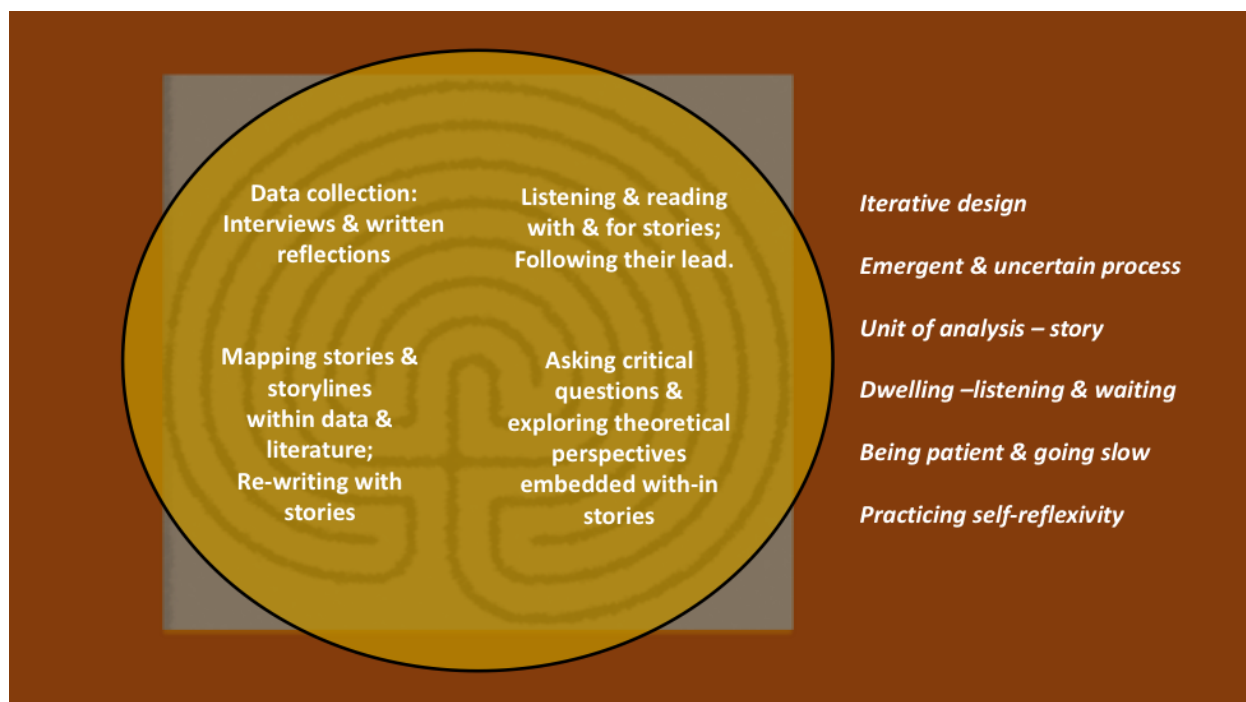 Data collection:
Interviews & written
reflections
Listening & reading
with & for stories;
Following their lead.
Mapping stories &
storylines
within data &
literature;
Re-writing with
stories
Asking critical
questions &
exploring theoretical
perspectives
embedded with-in
stories
Iterative design
Emergent & uncertain process
Unit of analysis – story
Dwelling –listening & waiting
Being patient & going slow
Practicing self-reflexivity